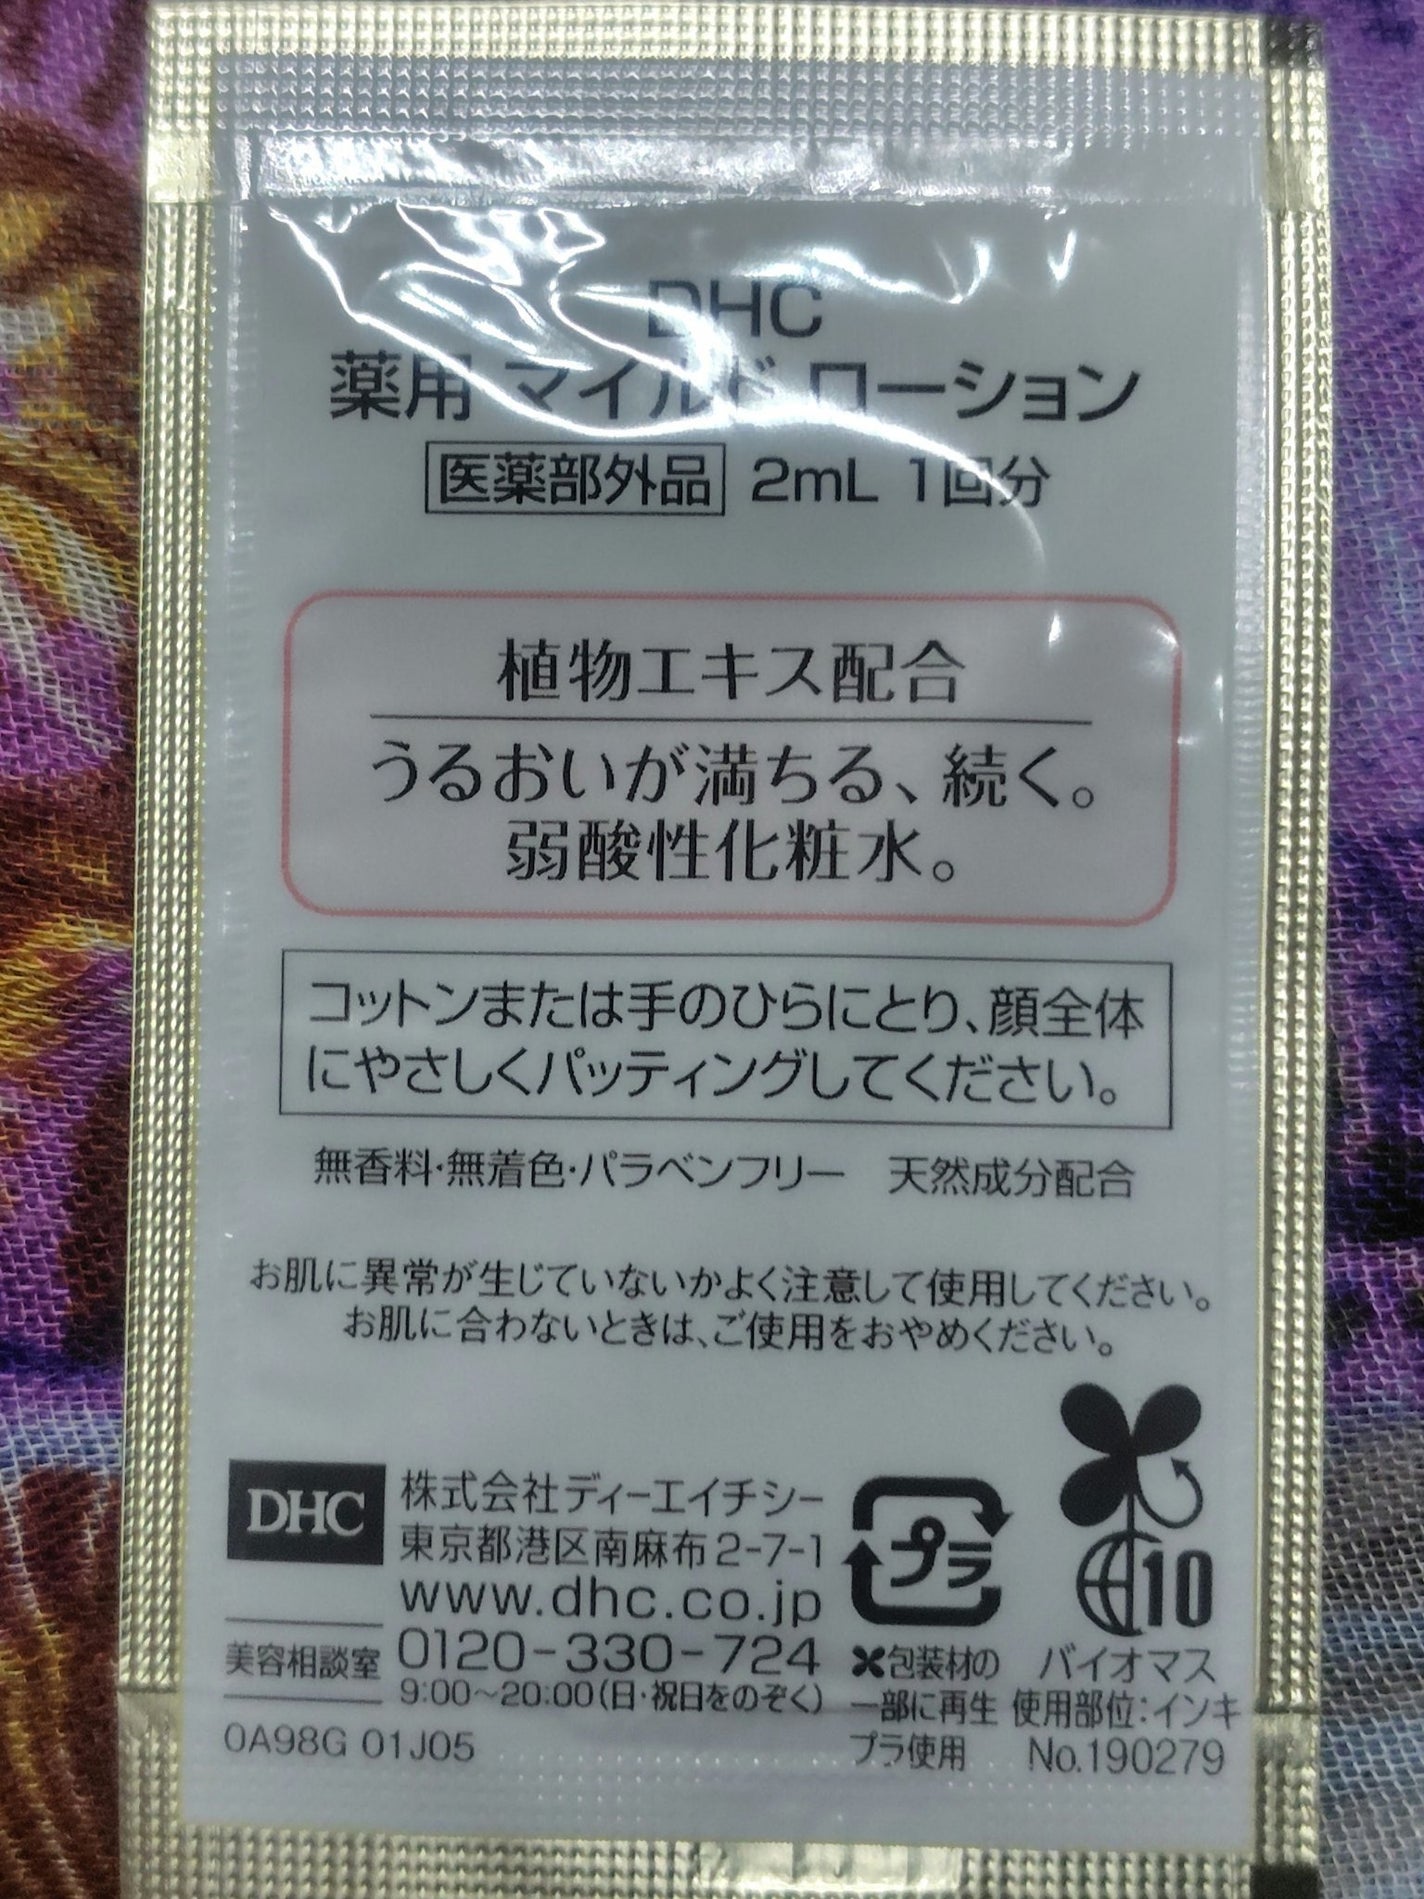 DHC
薬用 マイルド ローション
医薬部外品 2mL 1回分
植物エキス配合
うるおいが満ちる、続く。
弱酸性化粧水。
コットンまたは手のひらにとり、顔全体
にやさしくパッティングしてください。
無香料・無着色・パラベンフリー 天然成分配合
お肌に異常が生じていないかよく注意して使用してください。
お肌に合わないときは、ご使用をおやめください。
DHC
株式会社ディーエイチシー
東京都港区南麻布2-7-1
www.dhc.co.jp
美容相談室 0120-330-724
9:00~20:00(日・祝日をのぞく)
0A98G 01J05
プラ
包装材の
一部に再生
プラ使用
10
バイオマス
使用部位:インキ
No.190279